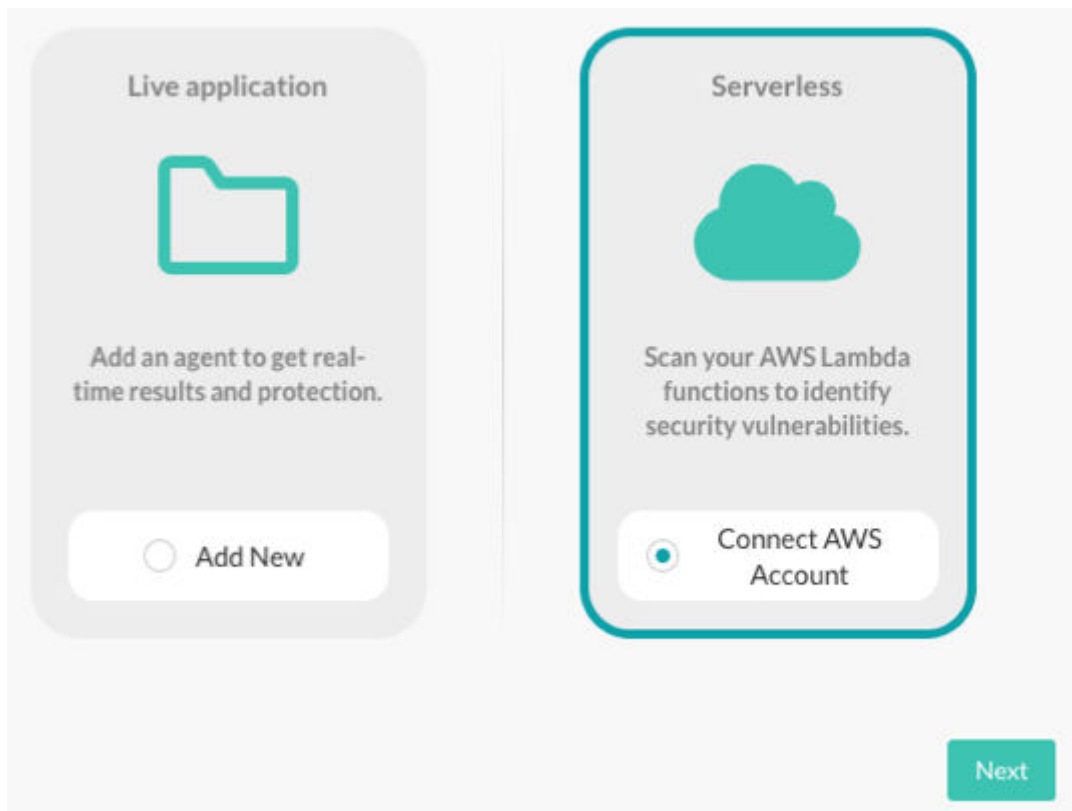 Live application
Add an agent to get real-
time results and protection.
Add New
Serverless
Scan your AWS Lambda
functions to identify
security vulnerabilities.
Connect AWS
Account
Next